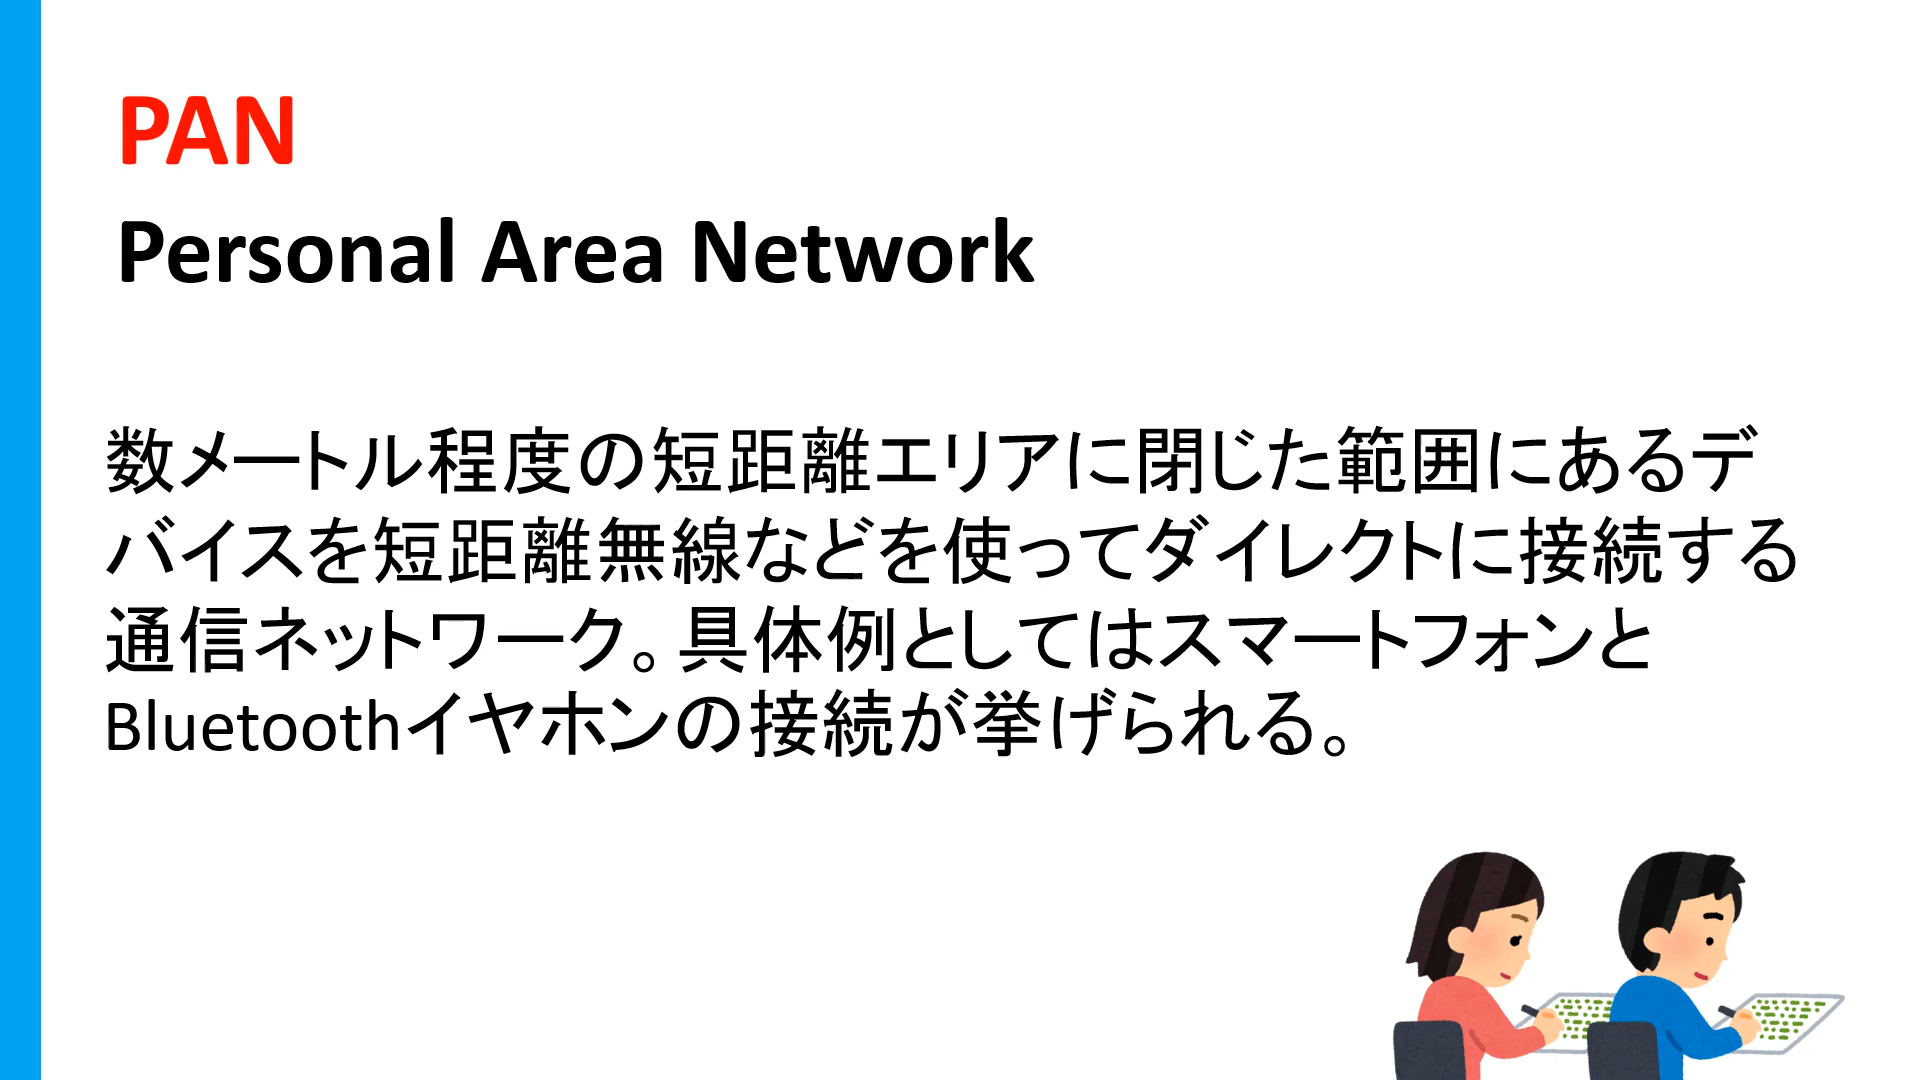 PAN
Personal Area Network
数メートル程度の短距離エリアに閉じた範囲にあるデ
バイスを短距離無線などを使ってダイレクトに接続する
通信ネットワーク。具体例としてはスマートフォンと
Bluetoothイヤホンの接続が挙げられる。